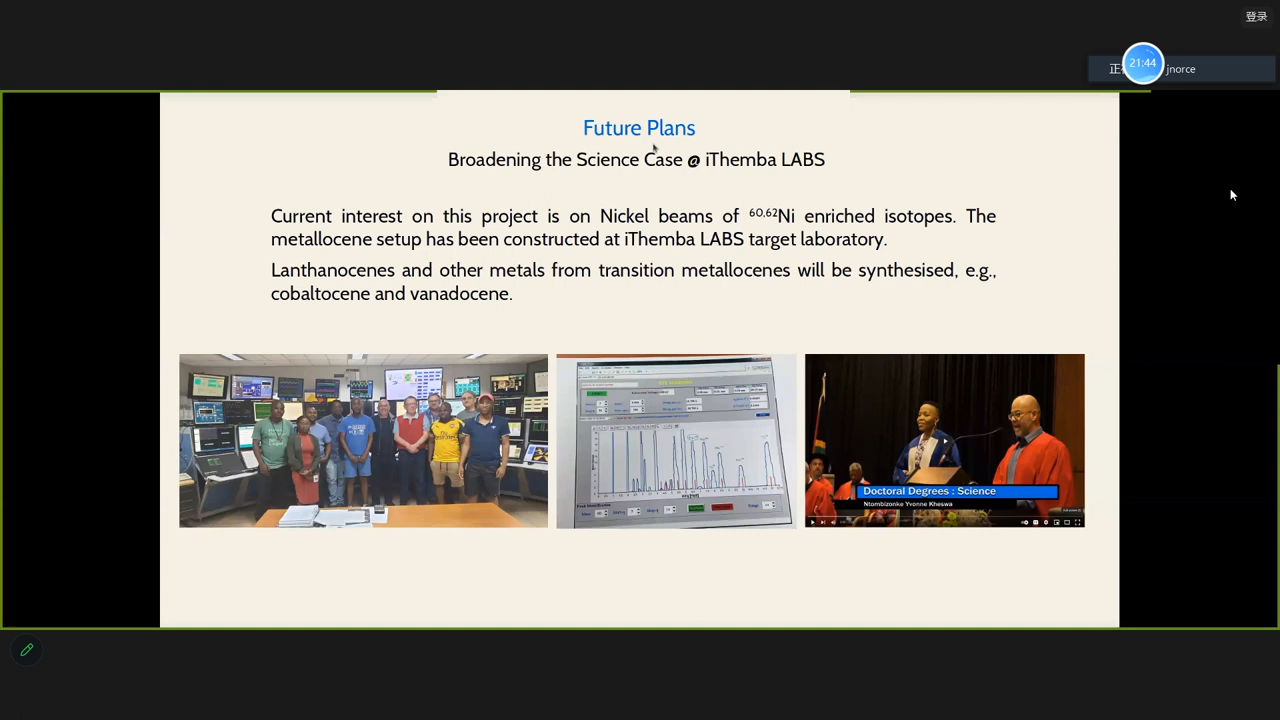 登录
21:44
jnorce
Future Plans
Broadening the Science Case @ iThemba LABS
Current interest on this project is on Nickel beams of ⁶⁰,⁶²Ni enriched isotopes. The
metallocene setup has been constructed at iThemba LABS target laboratory.
Lanthanocenes and other metals from transition metallocenes will be synthesised, e.g.,
cobaltocene and vanadocene.
Doctoral Degrees : Science
Ntombizonke Yvonne Kheswa